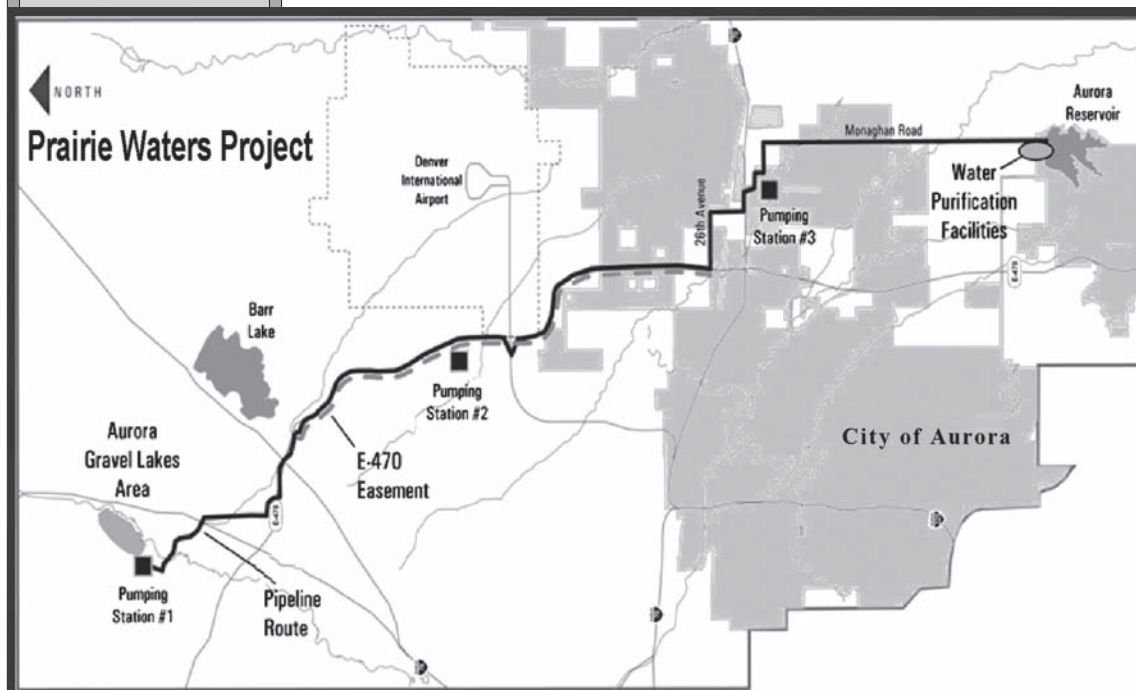 NORTH
Prairie Waters Project
Denver
International
Airport
Aurora
Reservoir
Monaghan Road
Water
Purification
Facilities
26th Avenue
Pumping
Station #3
E-470
Barr
Lake
Pumping
Station #2
Aurora
Gravel Lakes
Area
E-470
Easement
City of Aurora
E-470
Pumping
Station #1
Pipeline
Route